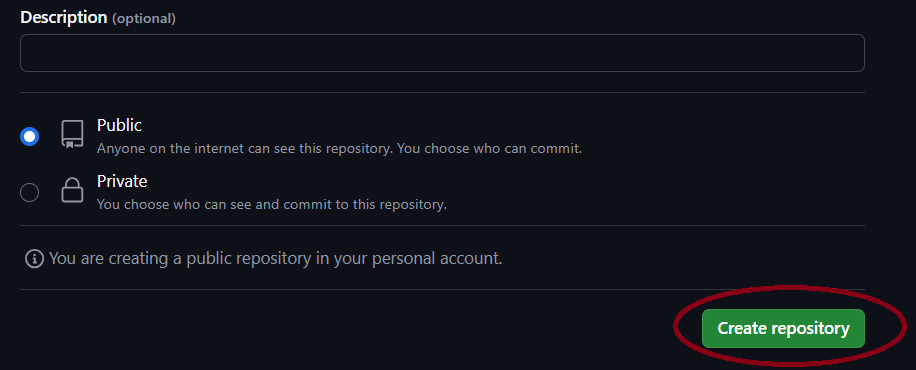 Description (optional)
Public
Anyone on the internet can see this repository. You choose who can commit.
Private
You choose who can see and commit to this repository.
You are creating a public repository in your personal account.
Create repository